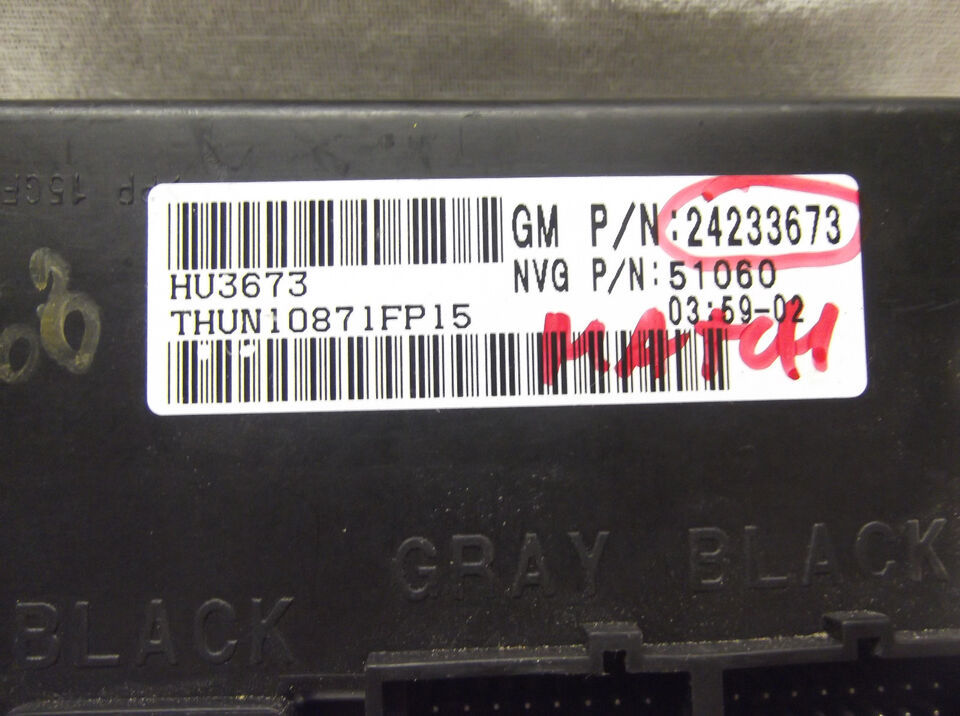 GM P/N:24233673
HU3673
NVG P/N:51060
THUN10871FP15
03:59-02
MATCH
GRAY BLACK
BLACK